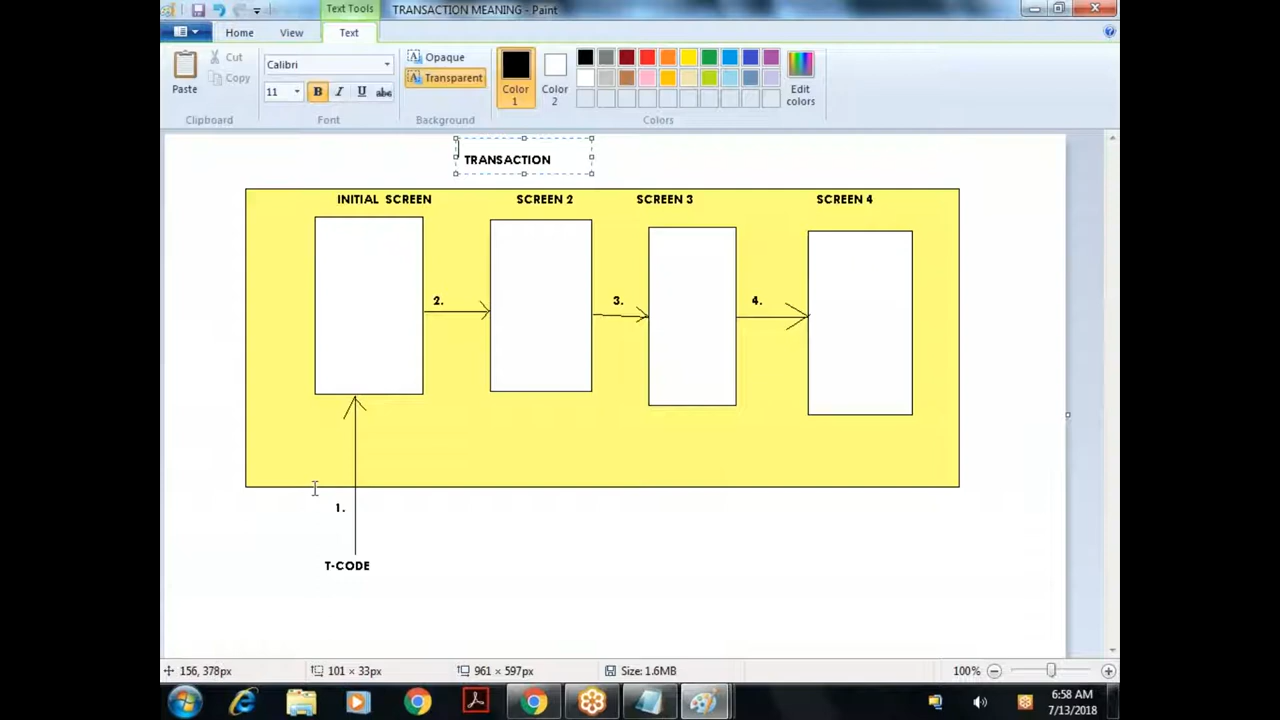 Text Tools
TRANSACTION MEANING - Paint
Home
View
Text
Paste
Cut
Copy
Clipboard
Calibri
11
B
I
U
abc
Font
Opaque
Transparent
Background
Color 1
Color 2
Edit colors
Colors
TRANSACTION
INITIAL SCREEN
SCREEN 2
SCREEN 3
SCREEN 4
2.
3.
4.
1.
T-CODE
156, 378px
101 × 33px
961 × 597px
Size: 1.6MB
100%
6:58 AM
7/13/2018